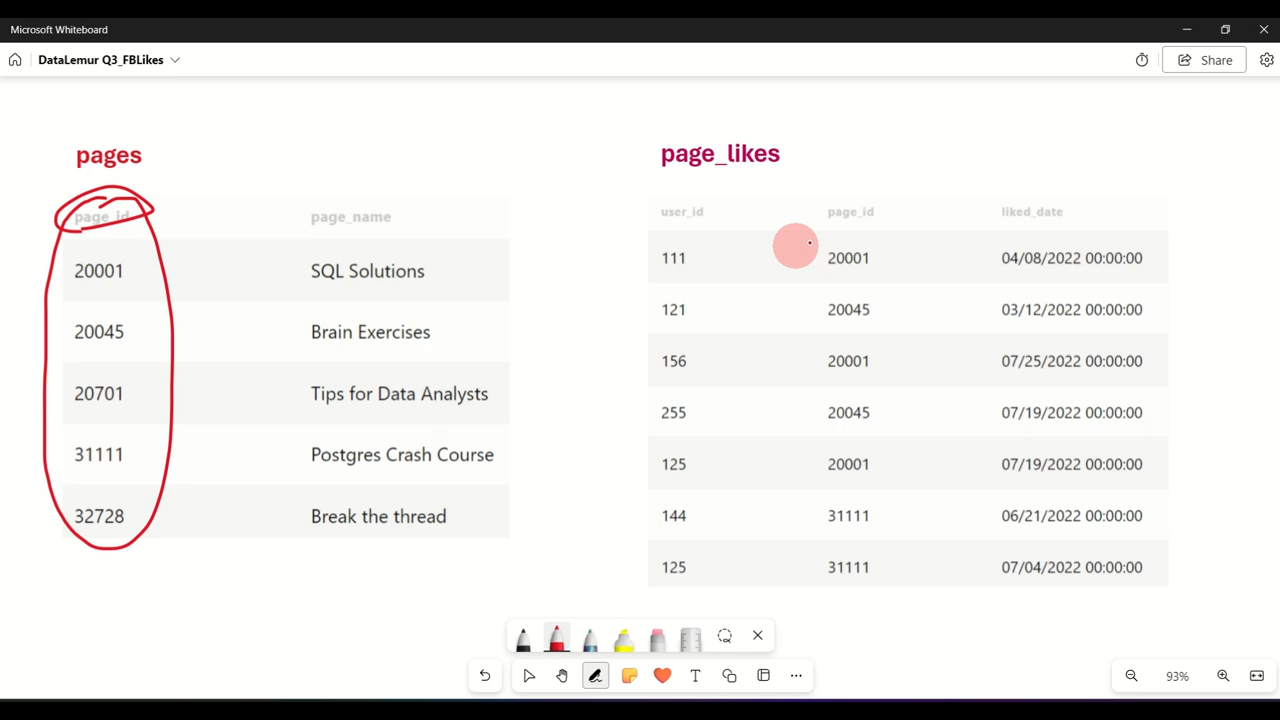 Microsoft Whiteboard
DataLemur Q3_FBLikes
Share
pages
page_id page_name
20001 SQL Solutions
20045 Brain Exercises
20701 Tips for Data Analysts
31111 Postgres Crash Course
32728 Break the thread
page_likes
user_id page_id liked_date
111 20001 04/08/2022 00:00:00
121 20045 03/12/2022 00:00:00
156 20001 07/25/2022 00:00:00
255 20045 07/19/2022 00:00:00
125 20001 07/19/2022 00:00:00
144 31111 06/21/2022 00:00:00
125 31111 07/04/2022 00:00:00
T
93%